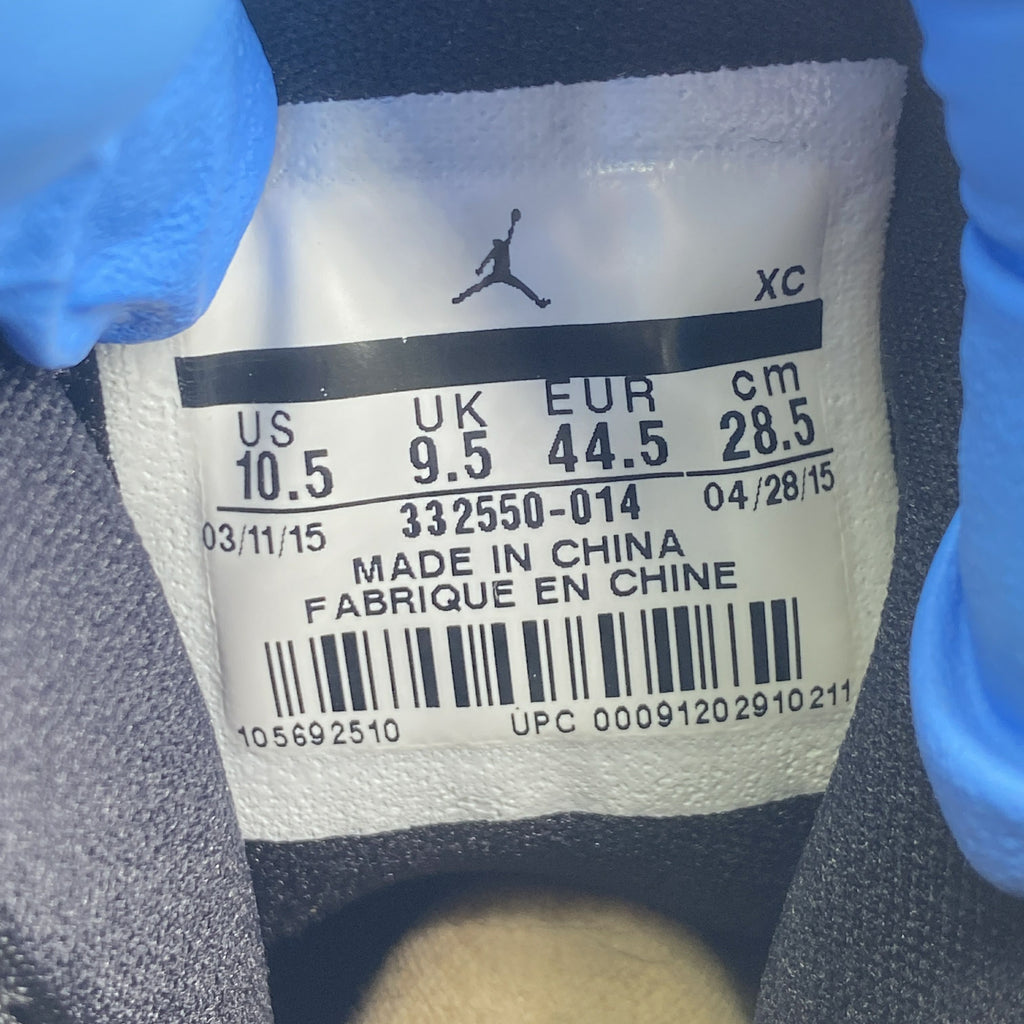 XC
US UK EUR cm
10.5 9.5 44.5 28.5
03/11/15 332550-014 04/28/15
MADE IN CHINA
FABRIQUE EN CHINE
105692510 UPC 00091202910211